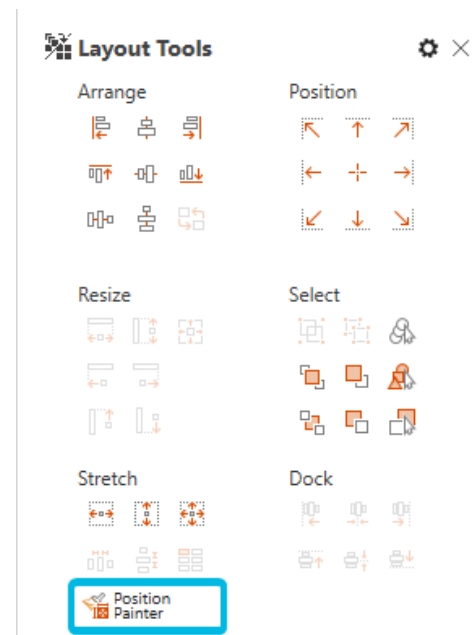 Layout Tools
Arrange
Position
Resize
Select
Stretch
Dock
Position
Painter